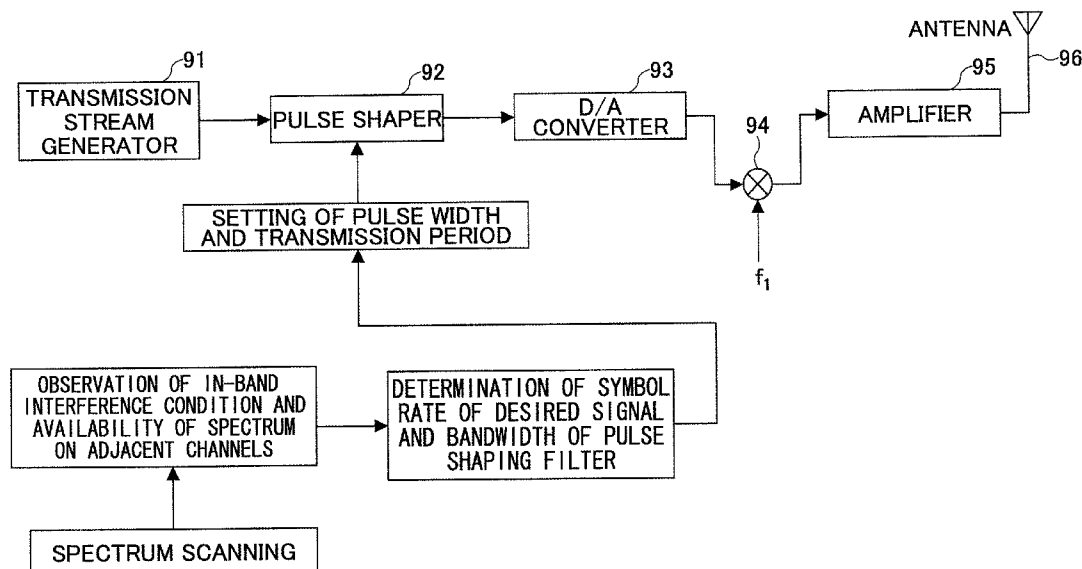 ANTENNA
91
92
93
95
96
TRANSMISSION
STREAM
GENERATOR
PULSE SHAPER
D/A
CONVERTER
94
AMPLIFIER
SETTING OF PULSE WIDTH
AND TRANSMISSION PERIOD
f₁
OBSERVATION OF IN-BAND
INTERFERENCE CONDITION AND
AVAILABILITY OF SPECTRUM
ON ADJACENT CHANNELS
DETERMINATION OF SYMBOL
RATE OF DESIRED SIGNAL
AND BANDWIDTH OF PULSE
SHAPING FILTER
SPECTRUM SCANNING